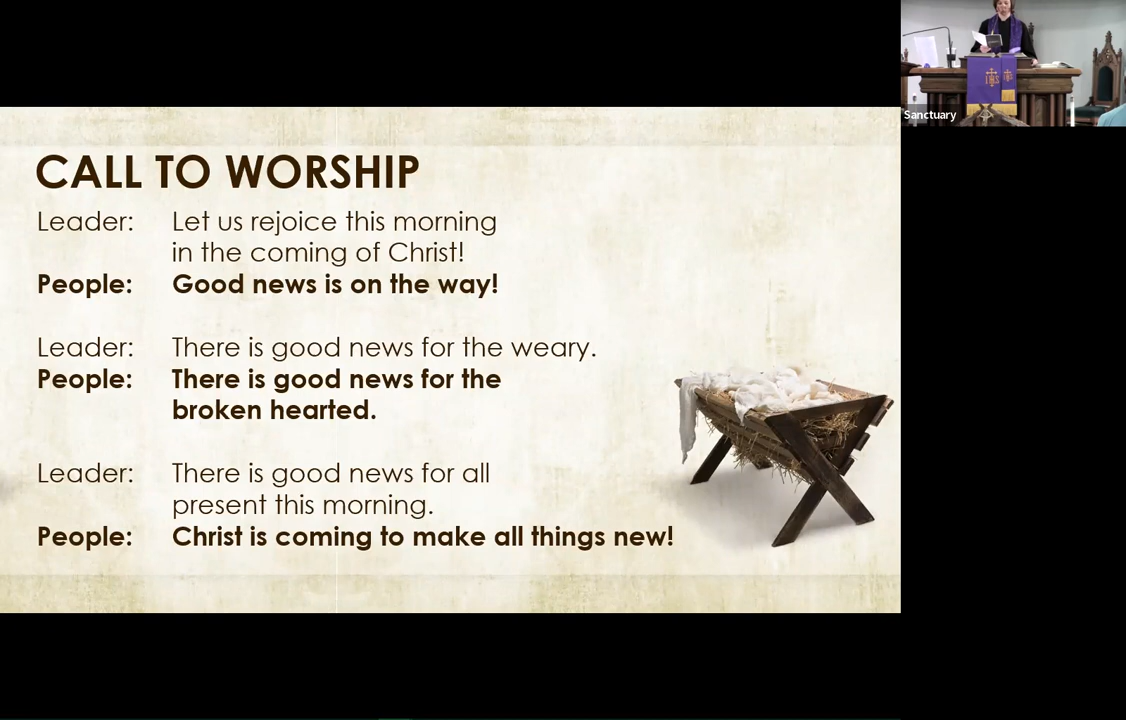 CALL TO WORSHIP
Leader: Let us rejoice this morning
in the coming of Christ!
People: Good news is on the way!
Leader: There is good news for the weary.
People: There is good news for the
broken hearted.
Leader: There is good news for all
present this morning.
People: Christ is coming to make all things new!
Sanctuary
IHS